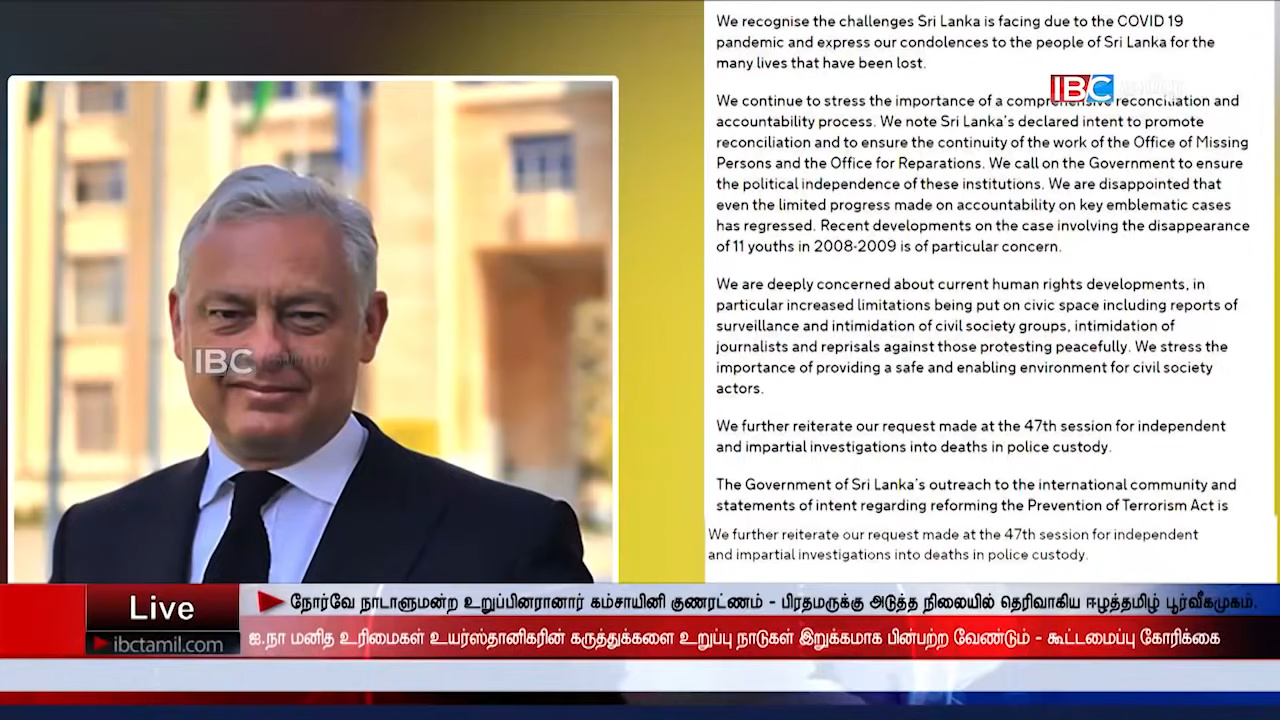 We recognise the challenges Sri Lanka is facing due to the COVID 19
pandemic and express our condolences to the people of Sri Lanka for the
many lives that have been lost.
IBC
We continue to stress the importance of a comprehensive reconciliation and
accountability process. We note Sri Lanka's declared intent to promote
reconciliation and to ensure the continuity of the work of the Office of Missing
Persons and the Office for Reparations. We call on the Government to ensure
the political independence of these institutions. We are disappointed that
even the limited progress made on accountability on key emblematic cases
has regressed. Recent developments on the case involving the disappearance
of 11 youths in 2008-2009 is of particular concern.
We are deeply concerned about current human rights developments, in
particular increased limitations being put on civic space including reports of
surveillance and intimidation of civil society groups, intimidation of
journalists and reprisals against those protesting peacefully. We stress the
importance of providing a safe and enabling environment for civil society
actors.
We further reiterate our request made at the 47th session for independent
and impartial investigations into deaths in police custody.
The Government of Sri Lanka's outreach to the international community and
statements of intent regarding reforming the Prevention of Terrorism Act is
We further reiterate our request made at the 47th session for independent
and impartial investigations into deaths in police custody.
IBC
Live
ibctamil.com
நோர்வே நாடாளுமன்ற உறுப்பினரானார் கம்சாயினி குணரட்ணம் - பிரதமருக்கு அடுத்த நிலையில் தெரிவாகிய ஈழத்தமிழ் பூர்வீகமுகம்.
ஐ.நா மனித உரிமைகள் உயர்ஸ்தானிகரின் கருத்துக்களை உறுப்பு நாடுகள் இறுக்கமாக பின்பற்ற வேண்டும் - கூட்டமைப்பு கோரிக்கை